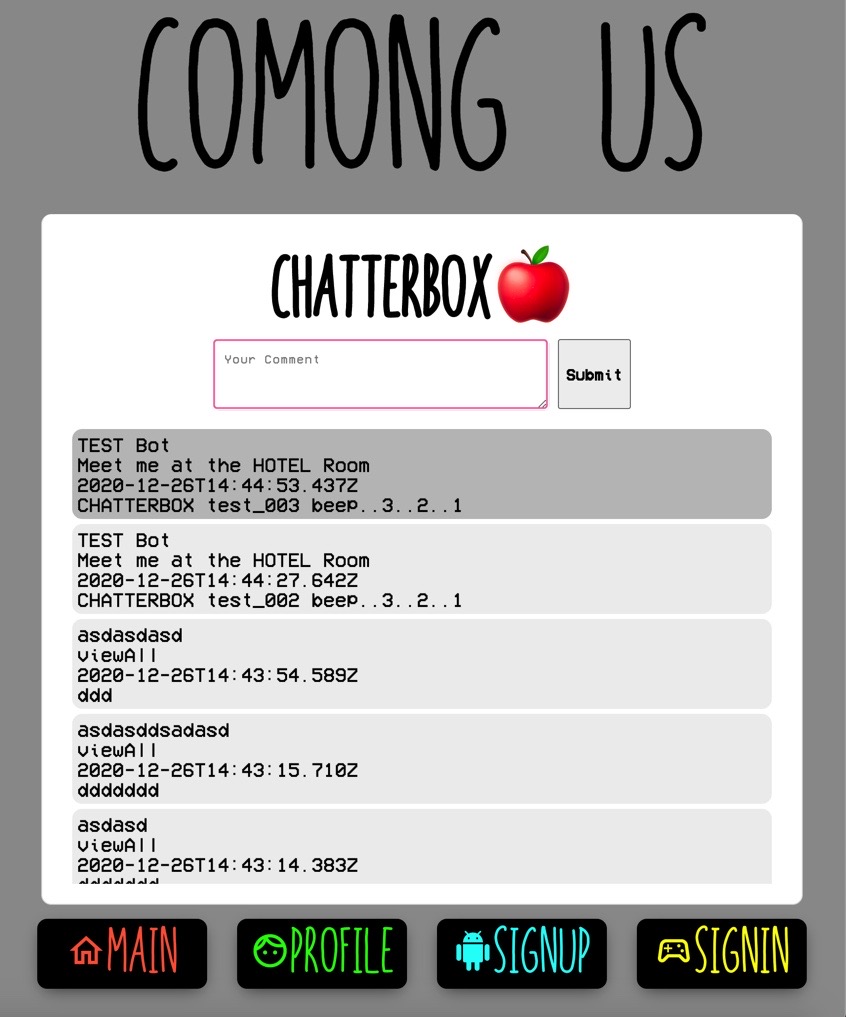 COMONG US
CHATTERBOX
Your Comment
Submit
TEST Bot
Meet me at the HOTEL Room
2020-12-26T14:44:53.437Z
CHATTERBOX test_003 beep..3..2..1
TEST Bot
Meet me at the HOTEL Room
2020-12-26T14:44:27.642Z
CHATTERBOX test_002 beep..3..2..1
asdasdasd
viewAll
2020-12-26T14:43:54.589Z
ddd
asdasddsadasd
viewAll
2020-12-26T14:43:15.710Z
ddddddd
asdasd
viewAll
2020-12-26T14:43:14.383Z
MAIN
PROFILE
SIGNUP
SIGNIN